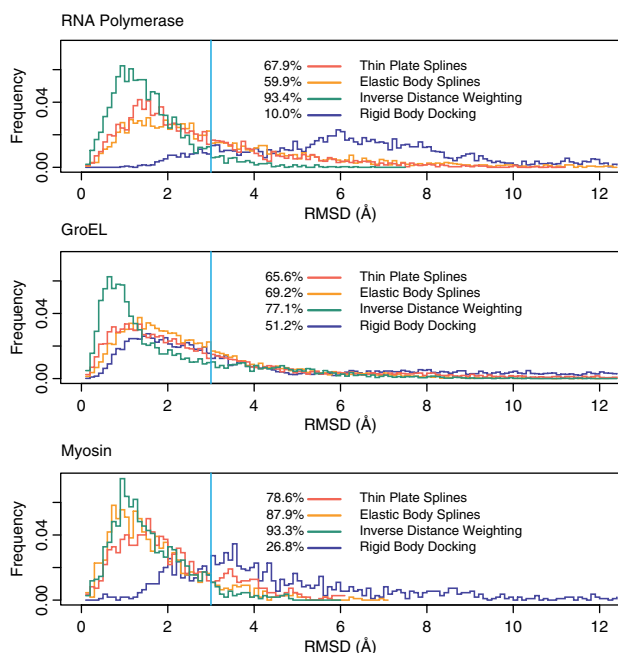 RNA Polymerase
67.9% Thin Plate Splines
59.9% Elastic Body Splines
93.4% Inverse Distance Weighting
10.0% Rigid Body Docking
Frequency
0.04
0.00
0 2 4 6 8 10 12
RMSD (Å)
GroEL
65.6% Thin Plate Splines
69.2% Elastic Body Splines
77.1% Inverse Distance Weighting
51.2% Rigid Body Docking
Frequency
0.04
0.00
0 2 4 6 8 10 12
RMSD (Å)
Myosin
78.6% Thin Plate Splines
87.9% Elastic Body Splines
93.3% Inverse Distance Weighting
26.8% Rigid Body Docking
Frequency
0.04
0.00
0 2 4 6 8 10 12
RMSD (Å)